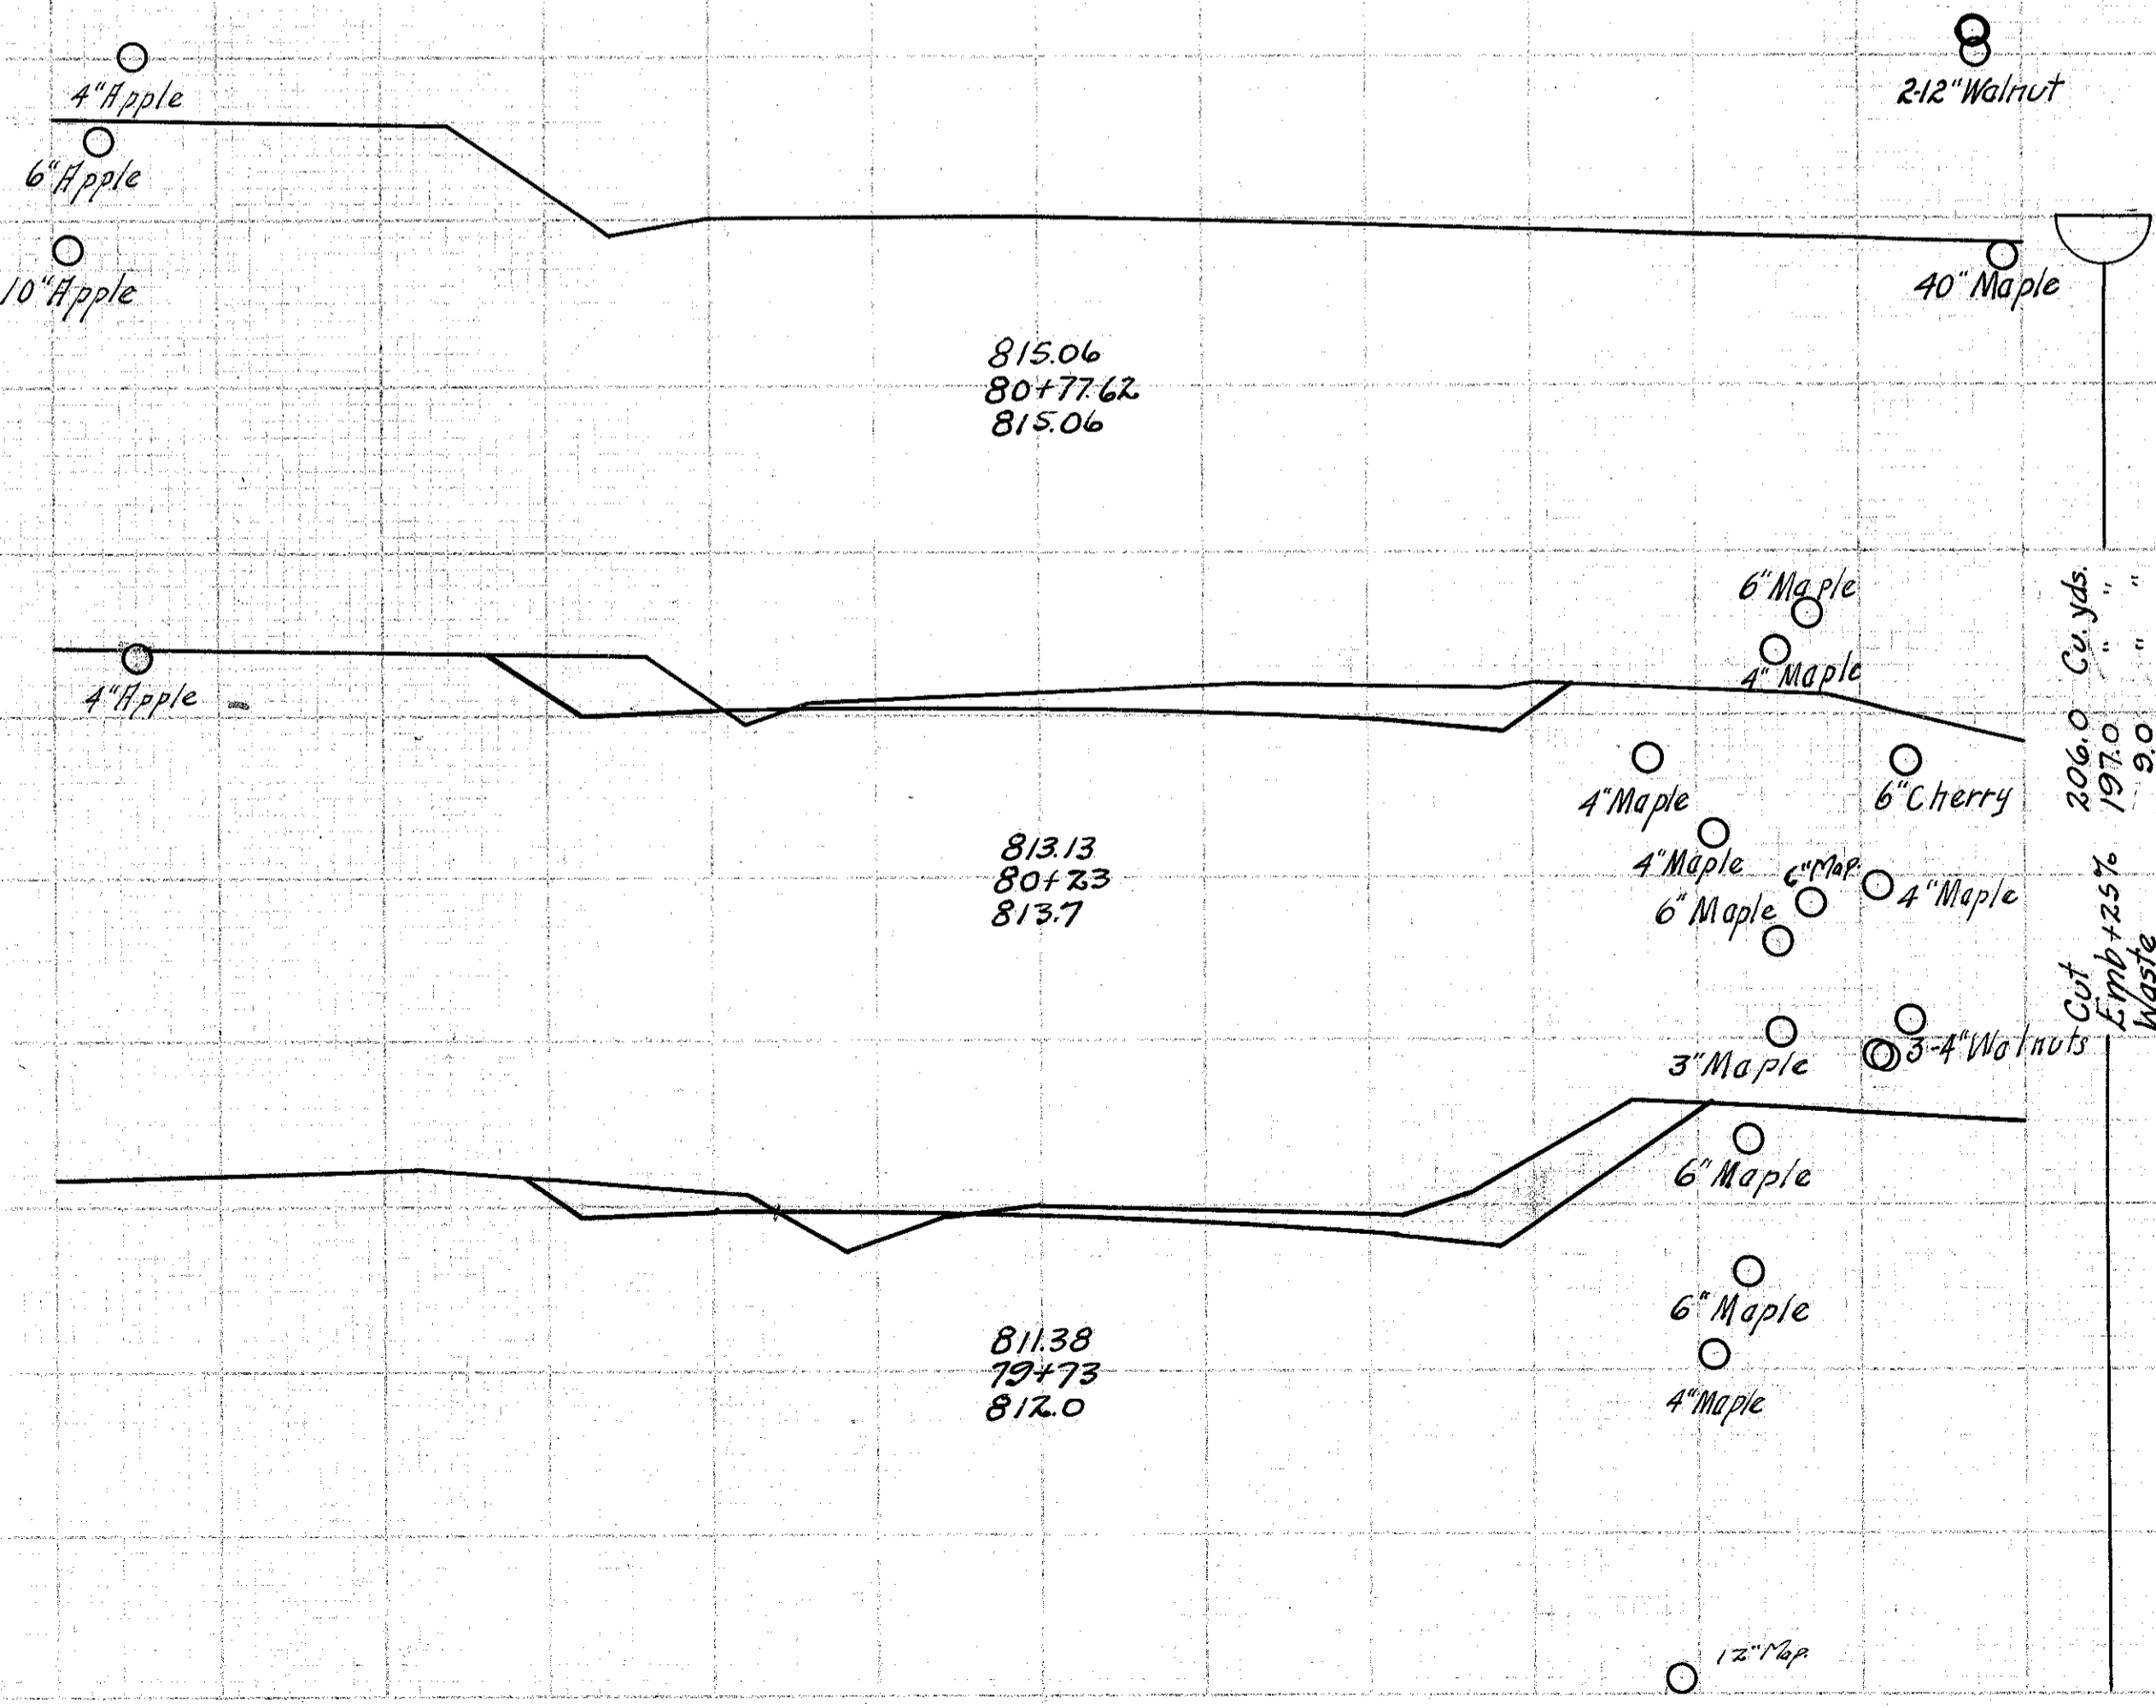 4" Apple
2-12" Walnut
6" Apple
10" Apple
40" Maple
815.06
80+77.62
815.06
6" Maple
4" Maple
4" Apple
4" Maple
6" Cherry
813.13
80+23
813.7
4" Maple
6" Map.
4" Maple
6" Maple
3" Maple
3-4" Walnuts
Cut 206.0 Cu. yds.
Emb+25% 197.0 " "
Waste 9.0 " "
6" Maple
6" Maple
811.38
79+73
812.0
4" Maple
12" Map.